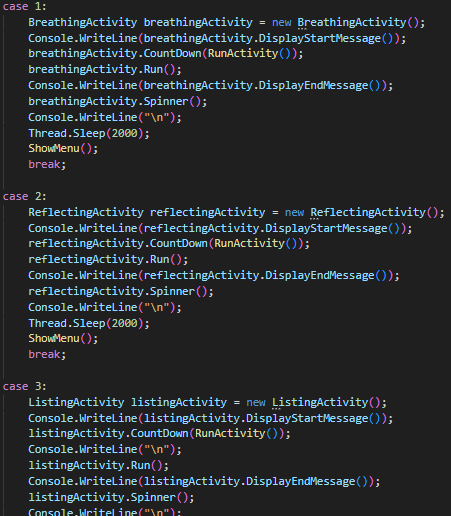 case 1:
BreathingActivity breathingActivity = new BreathingActivity();
Console.WriteLine(breathingActivity.DisplayStartMessage());
breathingActivity.CountDown(RunActivity());
breathingActivity.Run();
Console.WriteLine(breathingActivity.DisplayEndMessage());
breathingActivity.Spinner();
Console.WriteLine("\n");
Thread.Sleep(2000);
ShowMenu();
break;
case 2:
ReflectingActivity reflectingActivity = new ReflectingActivity();
Console.WriteLine(reflectingActivity.DisplayStartMessage());
reflectingActivity.CountDown(RunActivity());
reflectingActivity.Run();
Console.WriteLine(reflectingActivity.DisplayEndMessage());
reflectingActivity.Spinner();
Console.WriteLine("\n");
Thread.Sleep(2000);
ShowMenu();
break;
case 3:
ListingActivity listingActivity = new ListingActivity();
Console.WriteLine(listingActivity.DisplayStartMessage());
listingActivity.CountDown(RunActivity());
Console.WriteLine("\n");
listingActivity.Run();
Console.WriteLine(listingActivity.DisplayEndMessage());
listingActivity.Spinner();
Console.WriteLine("\n");